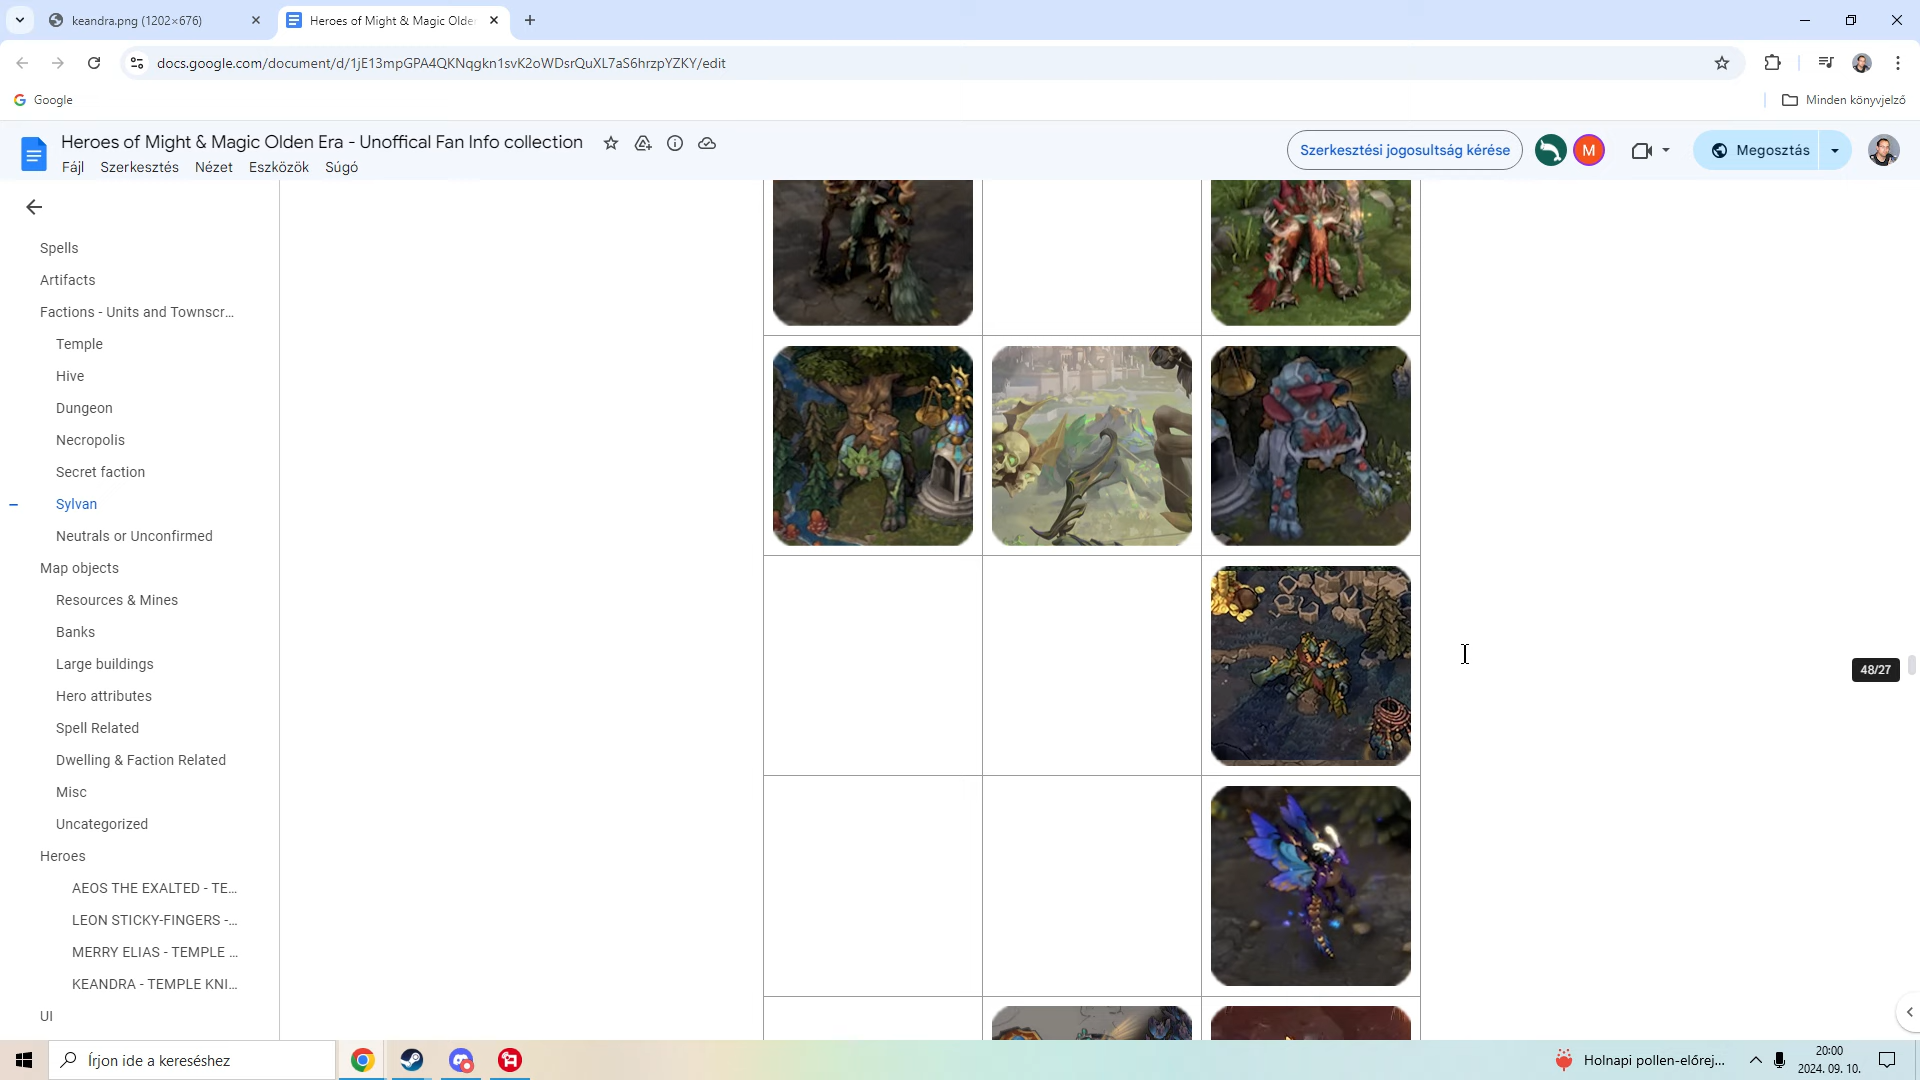 keandra.png (1202×676)
Heroes of Might & Magic Olde
docs.google.com/document/d/1jE13mpGPA4QKNqgkn1svK2oWDsrQuXL7aS6hrzpYZKY/edit
Google
Minden könyvjelző
Heroes of Might & Magic Olden Era - Unoffical Fan Info collection
Szerkesztési jogosultság kérése
M
Megosztás
Fájl Szerkesztés Nézet Eszközök Súgó
Spells
Artifacts
Factions - Units and Townscr...
Temple
Hive
Dungeon
Necropolis
Secret faction
Sylvan
Neutrals or Unconfirmed
Map objects
Resources & Mines
Banks
Large buildings
Hero attributes
Spell Related
Dwelling & Faction Related
Misc
Uncategorized
Heroes
AEOS THE EXALTED - TE...
LEON STICKY-FINGERS -...
MERRY ELIAS - TEMPLE ...
KEANDRA - TEMPLE KNI...
UI
48/27
Írjon ide a kereséshez
Holnapi pollen-előrej...
20:00
2024. 09. 10.